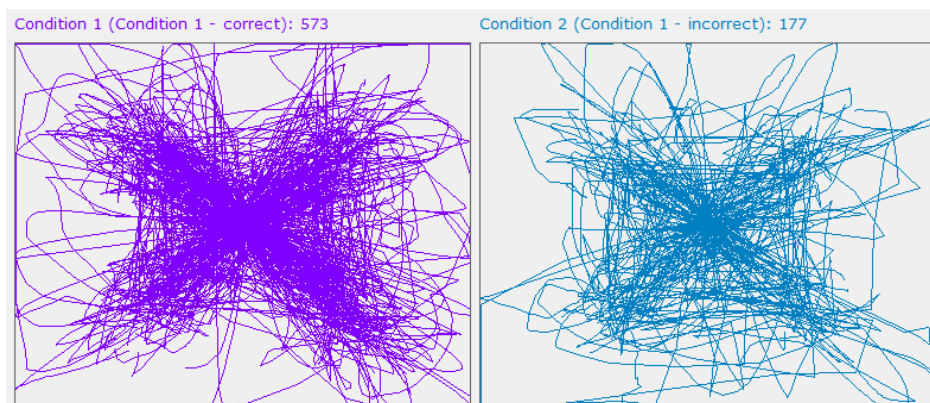 Condition 1 (Condition 1 - correct): 573
Condition 2 (Condition 1 - incorrect): 177